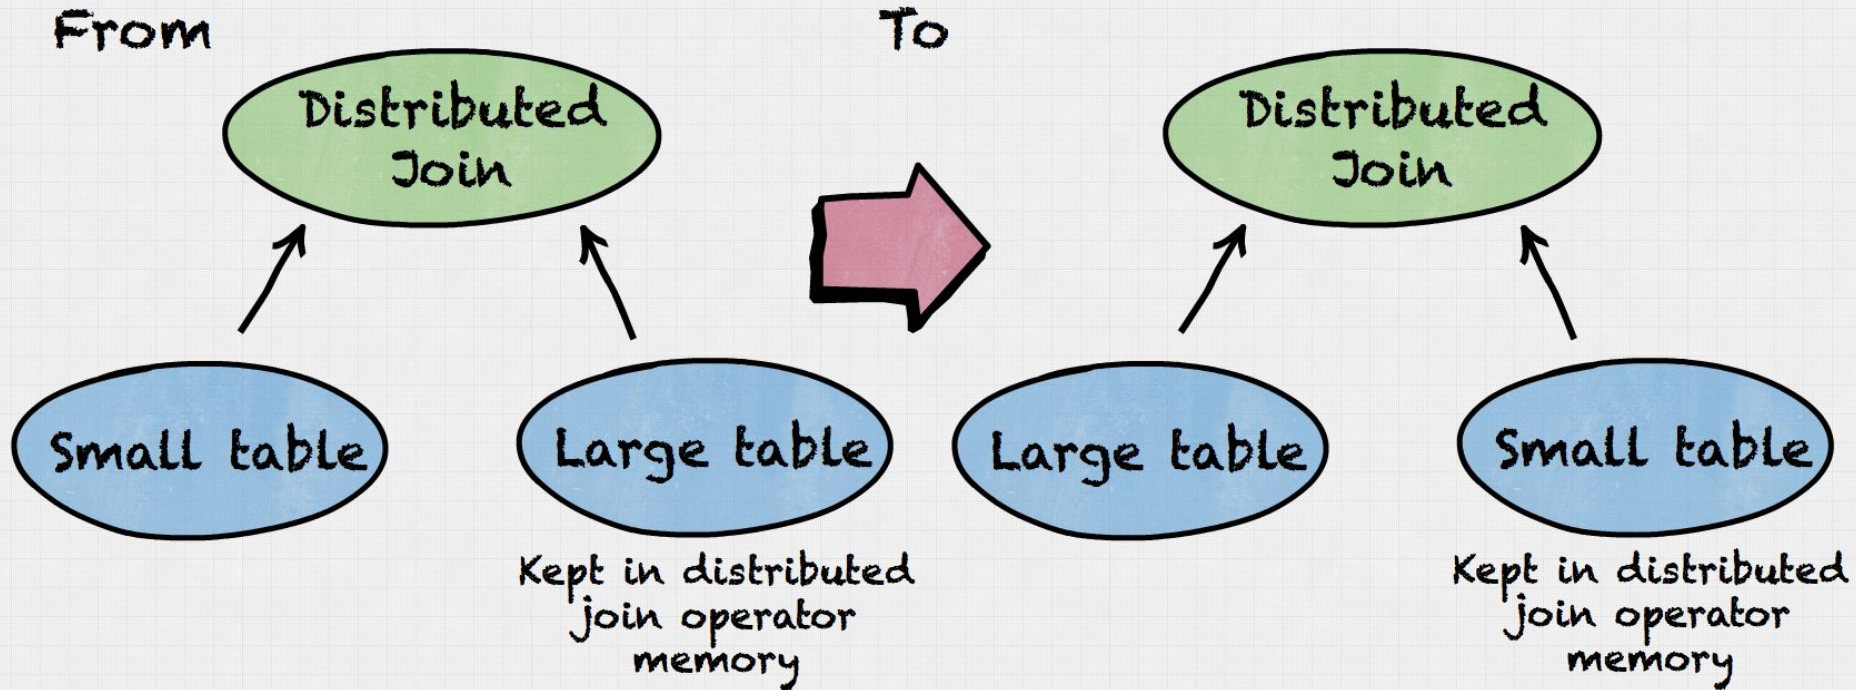 From
Distributed
Join
Small table
Large table
Kept in distributed
join operator
memory
To
Distributed
Join
Large table
Small table
Kept in distributed
join operator
memory